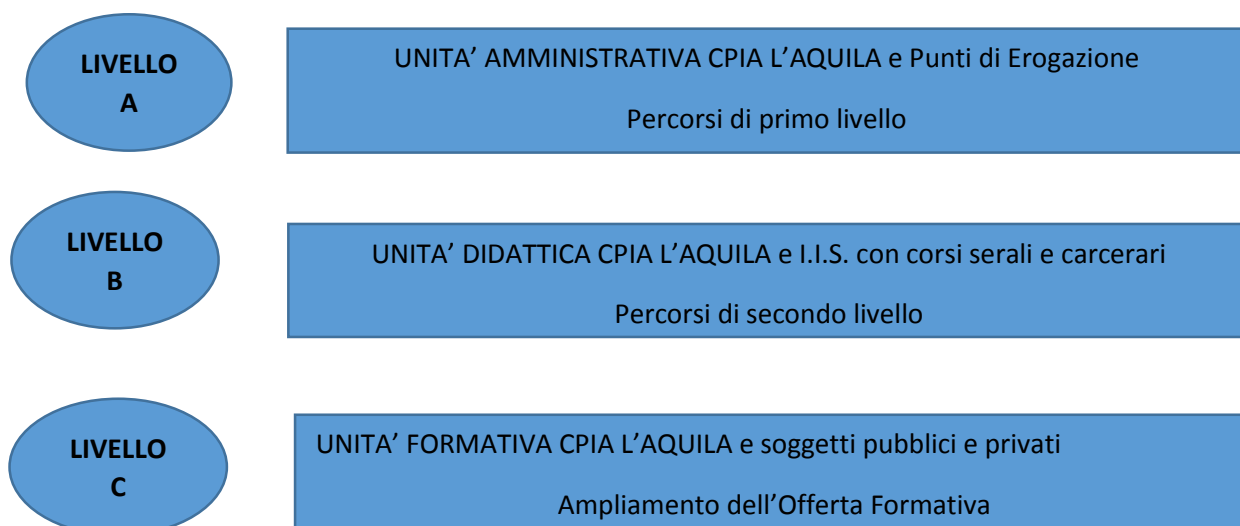 LIVELLO
A
UNITA’ AMMINISTRATIVA CPIA L’AQUILA e Punti di Erogazione
Percorsi di primo livello
LIVELLO
B
UNITA’ DIDATTICA CPIA L’AQUILA e I.I.S. con corsi serali e carcerari
Percorsi di secondo livello
LIVELLO
C
UNITA’ FORMATIVA CPIA L’AQUILA e soggetti pubblici e privati
Ampliamento dell’Offerta Formativa